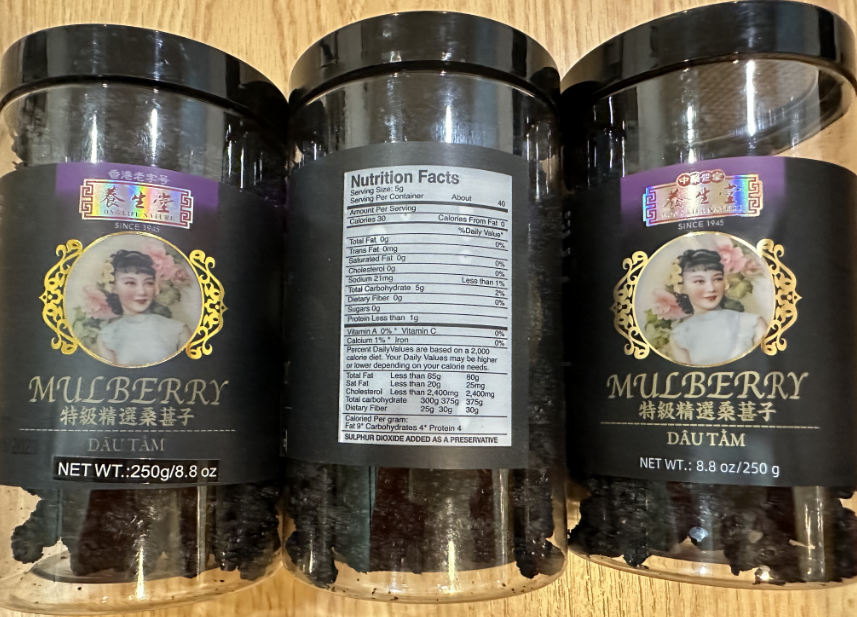 香港老字号
養生堂
SINCE 1945
MULBERRY
特級精選桑葚子
DÂU TẰM
NET WT.:250g/8.8 oz
Nutrition Facts
Serving Size: 5g
Serving Per Container About 40
Amount Per Serving
Calories 30 Calories From Fat 0
%Daily Value*
Total Fat 0g 0%
Trans Fat 0mg
Saturated Fat 0g 0%
Cholesterol 0g 0%
Sodium 21mg Less than 1%
Total Carbohydrate 5g 2%
Dietary Fiber 0g 0%
Sugars 0g
Protein Less than 1g
Vitamin A 0% * Vitamin C 0%
Calcium 1% * Iron 0%
Percent DailyValues are based on a 2,000
calorie diet. Your Daily Values may be higher
or lower depending on your calorie needs.
Total Fat Less than 65g 80g
Sat Fat Less than 20g 25mg
Cholesterol Less than 2,400mg 2,400mg
Total carbohydrate 300g 375g 375g
Dietary Fiber 25g 30g 30g
Caloried Per gram:
Fat 9* Carbohydrates 4* Protein 4
SULPHUR DIOXIDE ADDED AS A PRESERVATIVE
養生堂
SINCE 1945
MULBERRY
特級精選桑葚子
DÂU TẰM
NET WT.: 8.8 oz/250 g